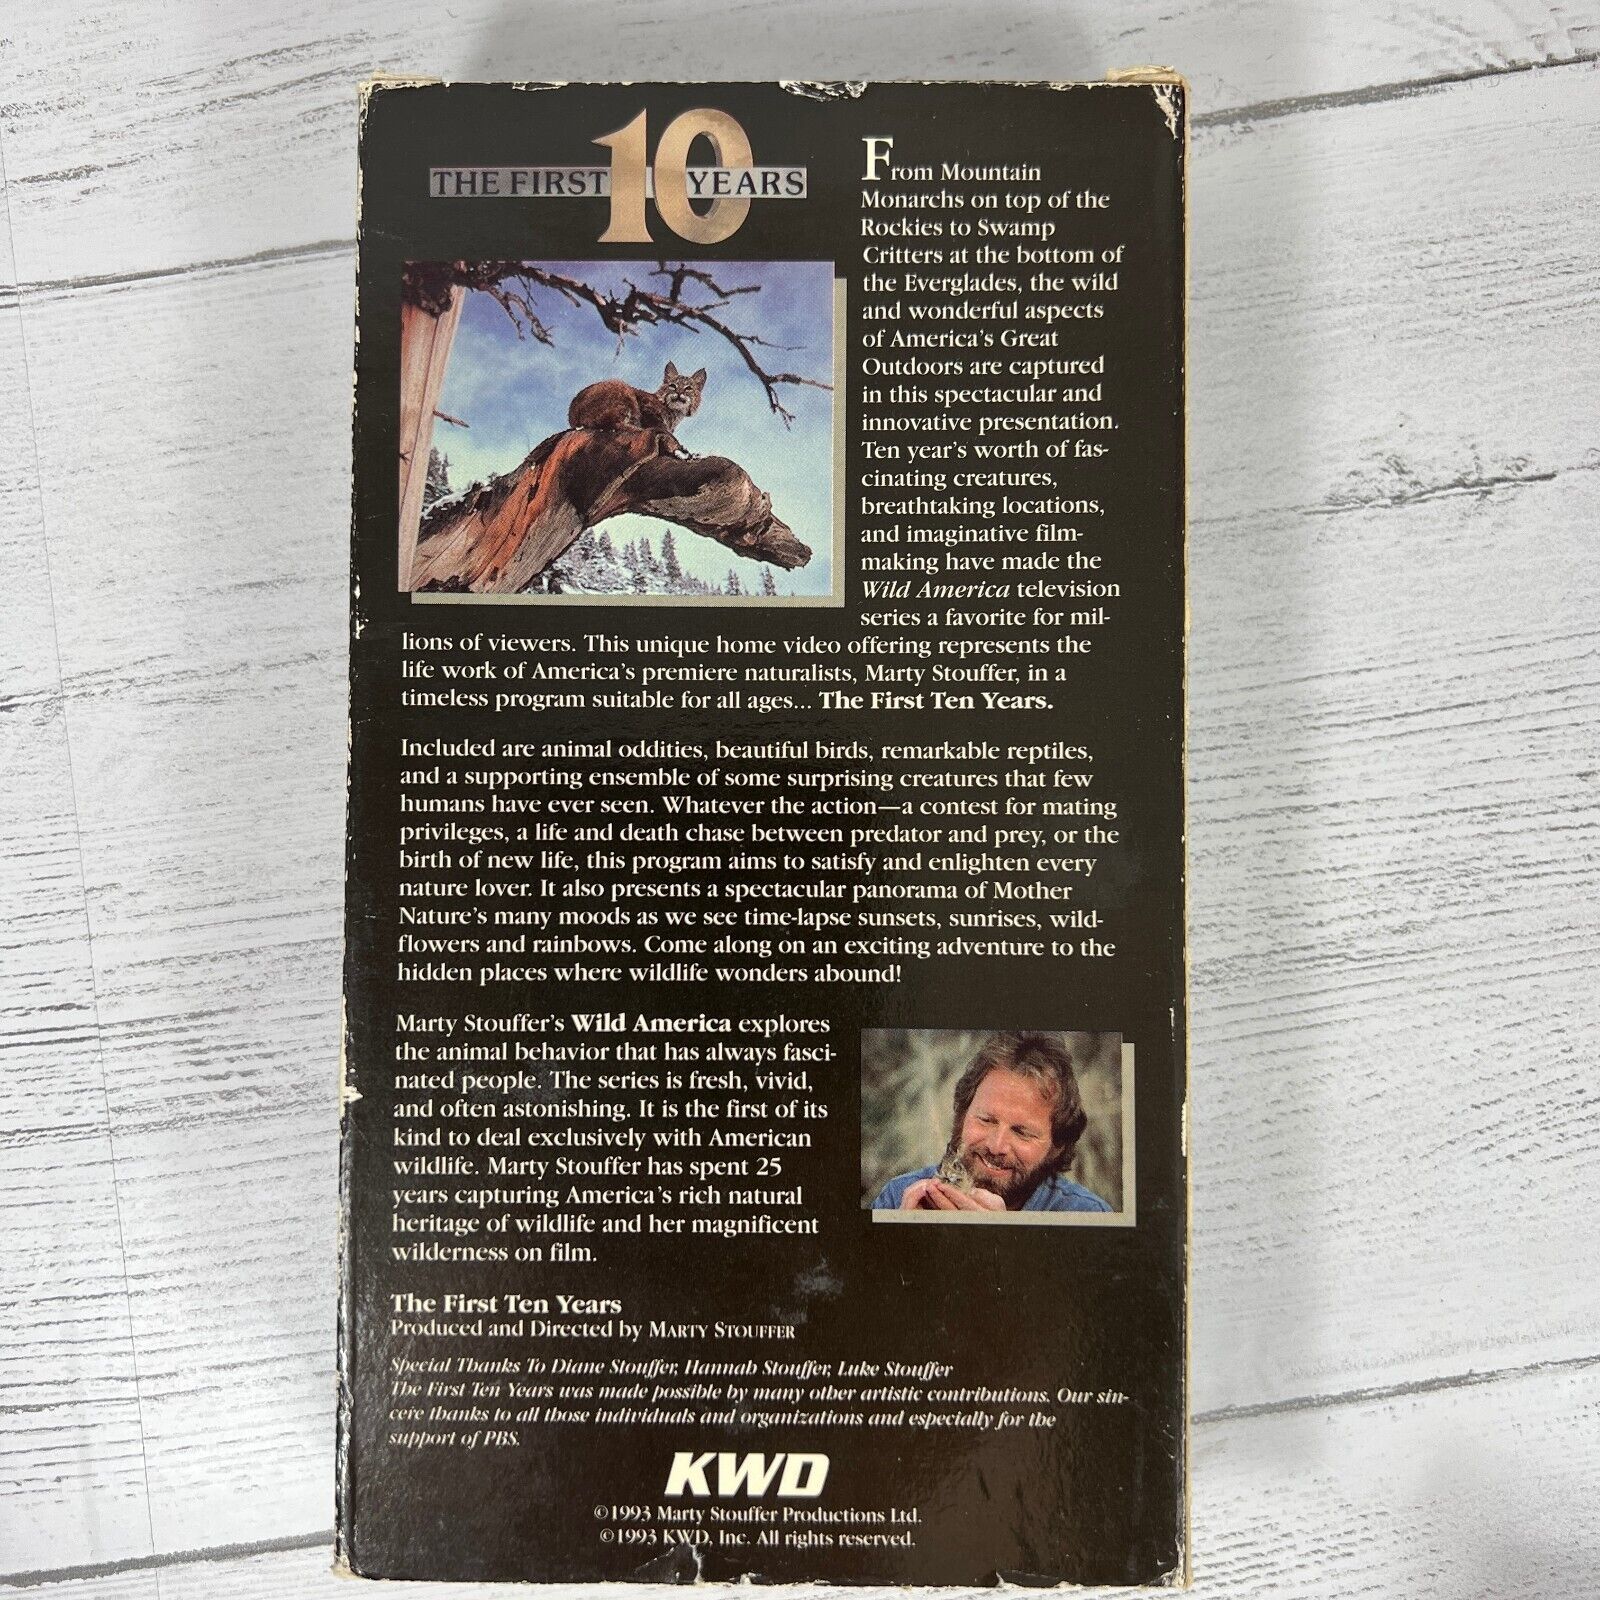 THE FIRST 10 YEARS
From Mountain
Monarchs on top of the
Rockies to Swamp
Critters at the bottom of
the Everglades, the wild
and wonderful aspects
of America's Great
Outdoors are captured
in this spectacular and
innovative presentation.
Ten year's worth of fas-
cinating creatures,
breathtaking locations,
and imaginative film-
making have made the
Wild America television
series a favorite for mil-
lions of viewers. This unique home video offering represents the
life work of America's premiere naturalists, Marty Stouffer, in a
timeless program suitable for all ages... The First Ten Years.
Included are animal oddities, beautiful birds, remarkable reptiles,
and a supporting ensemble of some surprising creatures that few
humans have ever seen. Whatever the action—a contest for mating
privileges, a life and death chase between predator and prey, or the
birth of new life, this program aims to satisfy and enlighten every
nature lover. It also presents a spectacular panorama of Mother
Nature's many moods as we see time-lapse sunsets, sunrises, wild-
flowers and rainbows. Come along on an exciting adventure to the
hidden places where wildlife wonders abound!
Marty Stouffer's Wild America explores
the animal behavior that has always fasci-
nated people. The series is fresh, vivid,
and often astonishing. It is the first of its
kind to deal exclusively with American
wildlife. Marty Stouffer has spent 25
years capturing America's rich natural
heritage of wildlife and her magnificent
wilderness on film.
The First Ten Years
Produced and Directed by MARTY STOUFFER
Special Thanks To Diane Stouffer, Hannah Stouffer, Luke Stouffer
The First Ten Years was made possible by many other artistic contributions. Our sin-
cere thanks to all those individuals and organizations and especially for the
support of PBS.
KWD
©1993 Marty Stouffer Productions Ltd.
©1993 KWD, Inc. All rights reserved.